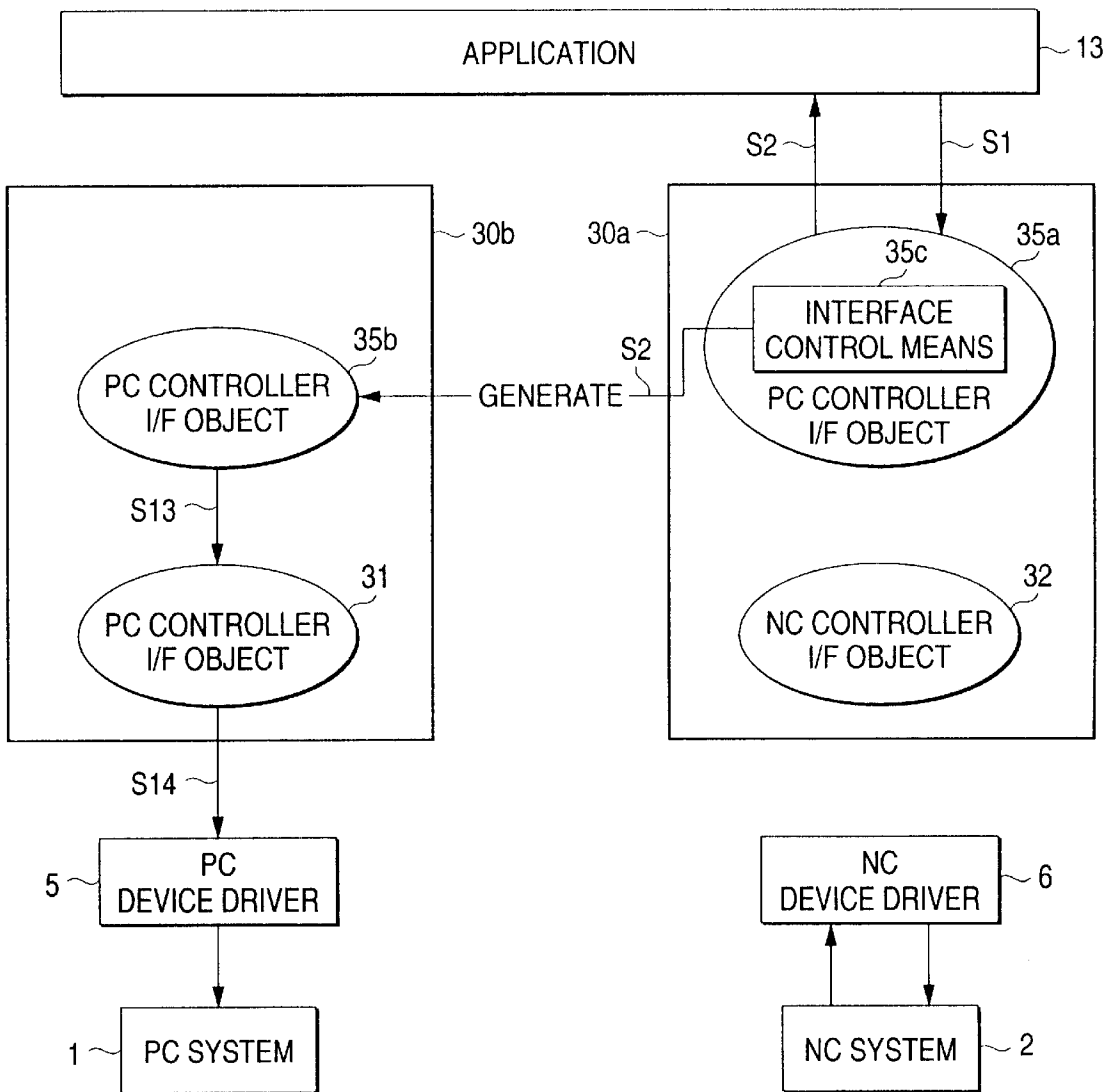 APPLICATION
13
S2
S1
30b
30a
35a
35c
INTERFACE
CONTROL MEANS
35b
S2
PC CONTROLLER
I/F OBJECT
GENERATE
PC CONTROLLER
I/F OBJECT
S13
31
32
PC CONTROLLER
I/F OBJECT
NC CONTROLLER
I/F OBJECT
S14
5
PC
DEVICE DRIVER
NC
DEVICE DRIVER
6
1
PC SYSTEM
NC SYSTEM
2